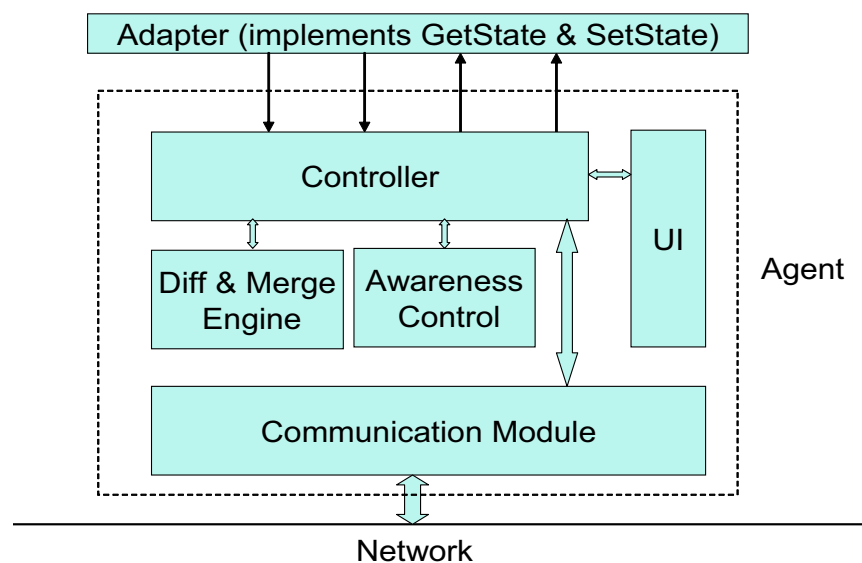 Adapter (implements GetState & SetState)
Controller
UI
Agent
Diff & Merge
Engine
Awareness
Control
Communication Module
Network